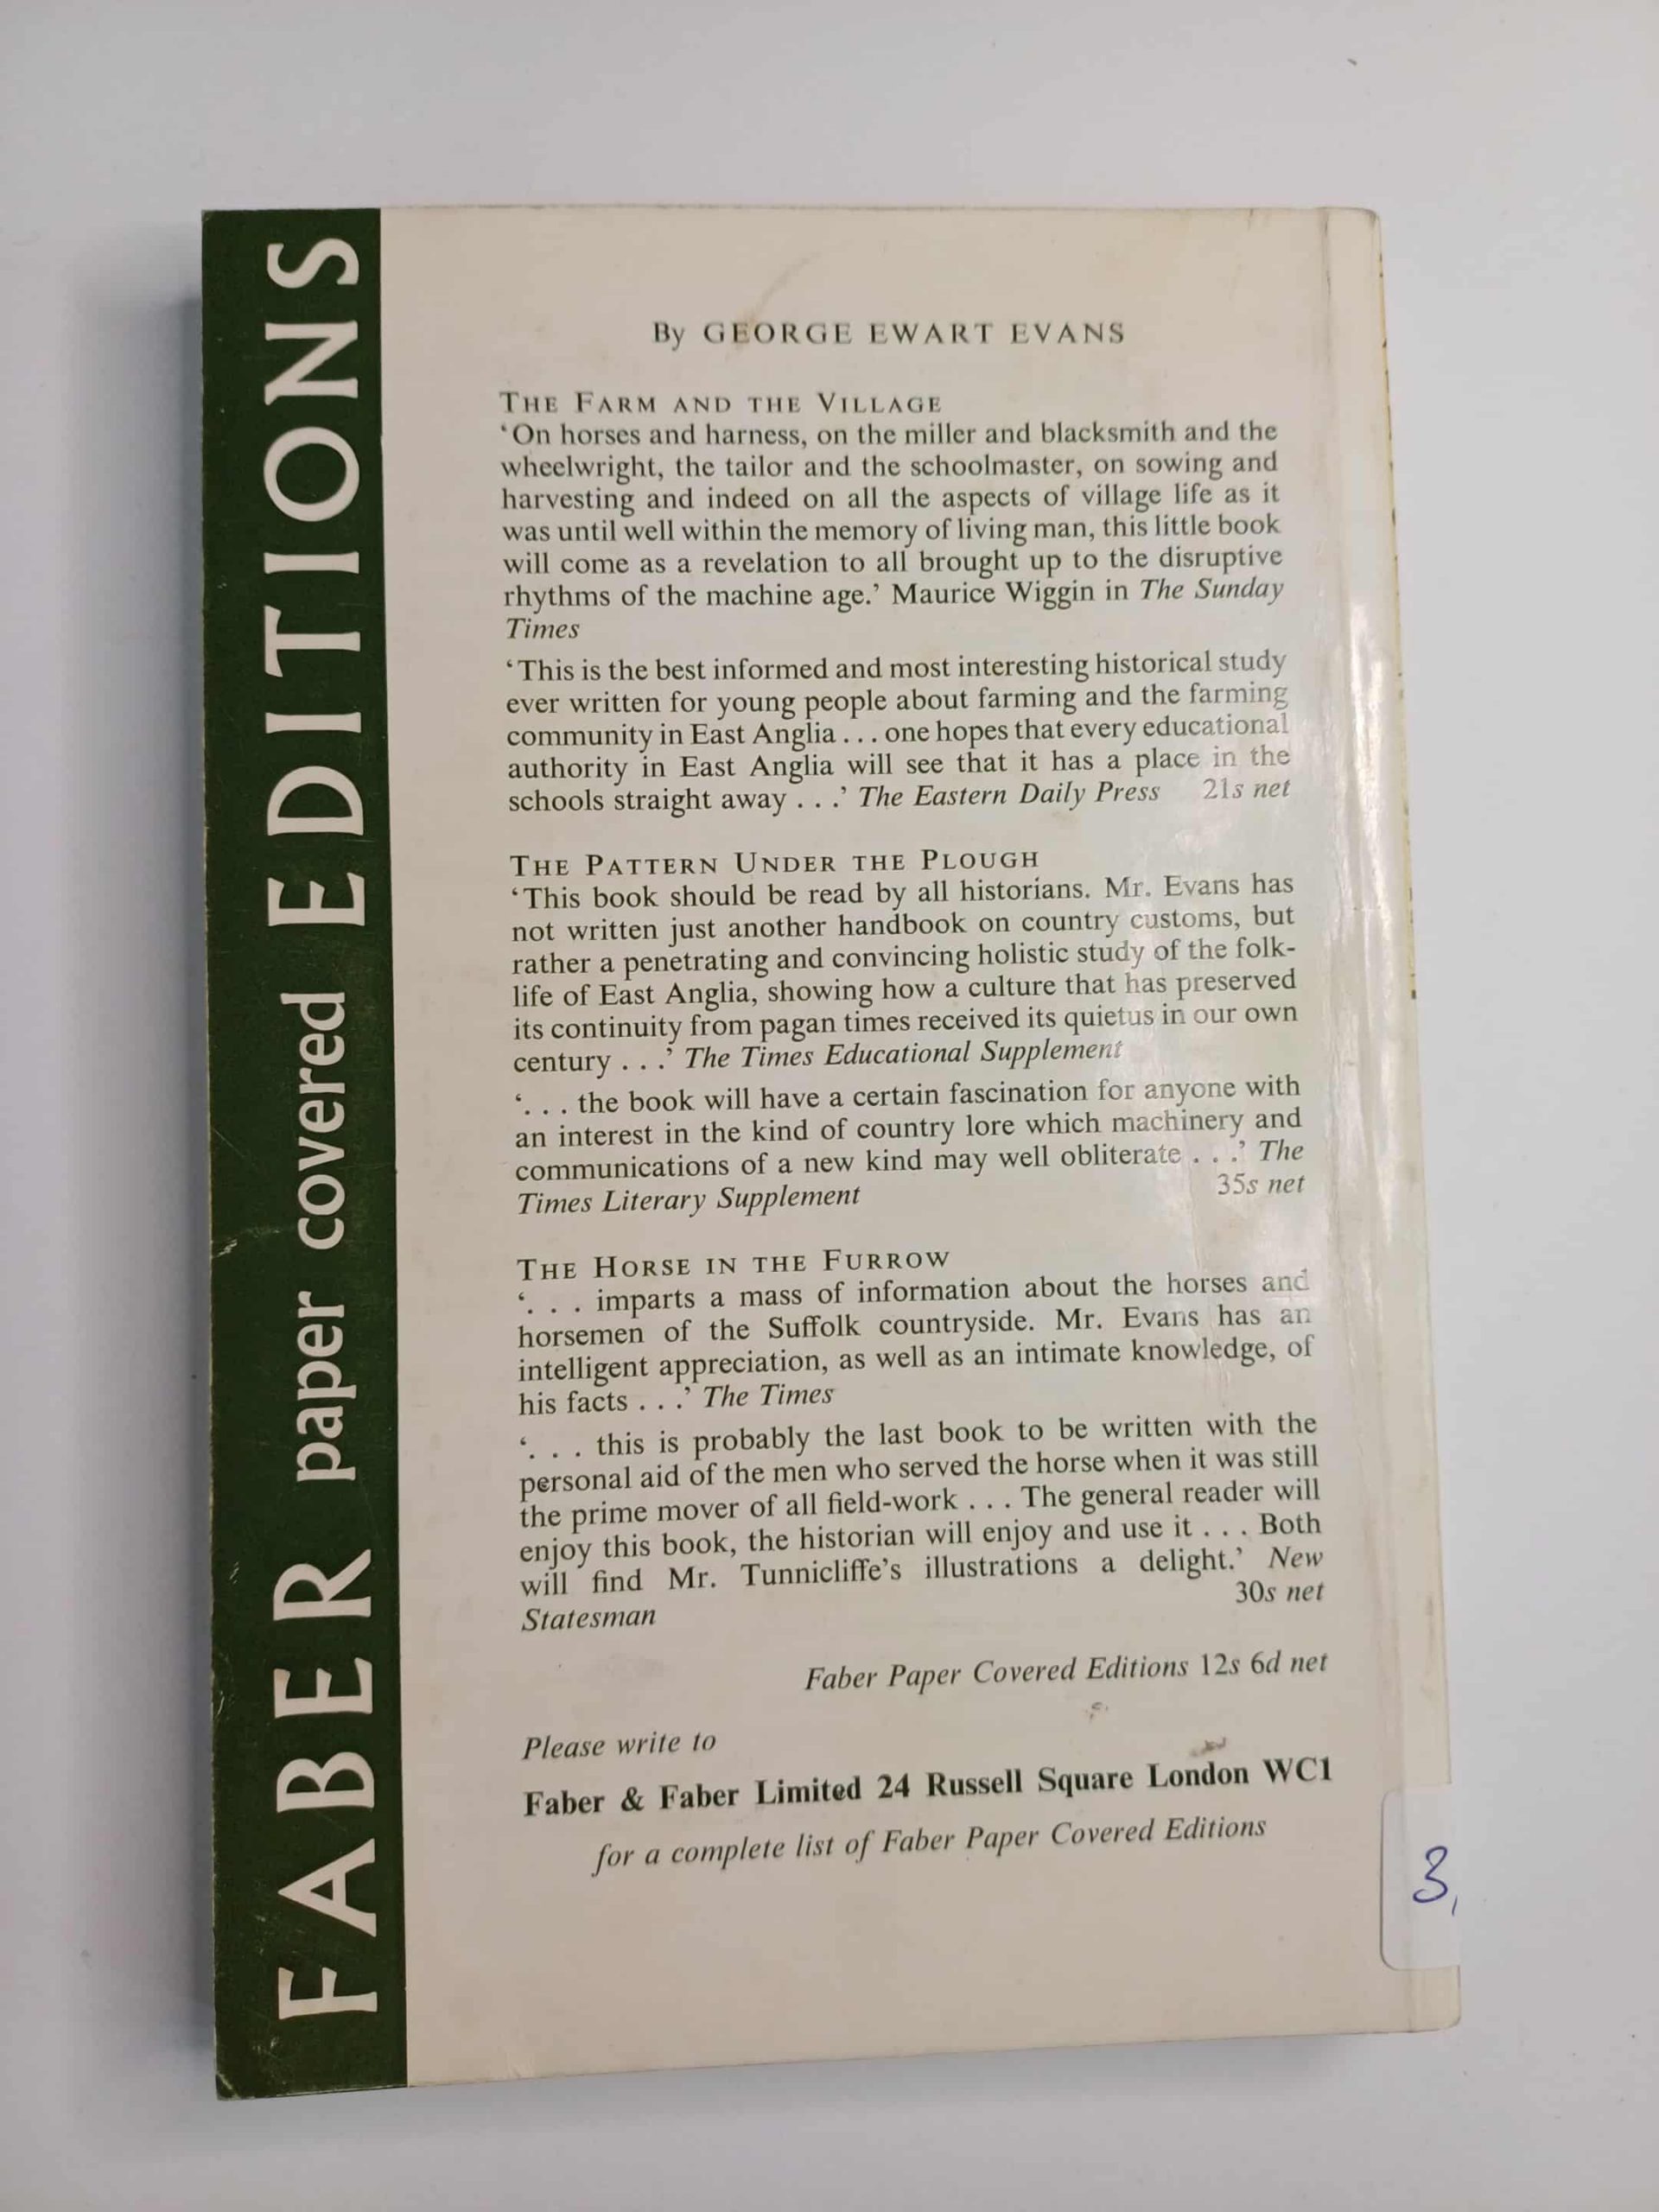 FABER paper covered EDITIONS
By GEORGE EWART EVANS
THE FARM AND THE VILLAGE
‘On horses and harness, on the miller and blacksmith and the
wheelwright, the tailor and the schoolmaster, on sowing and
harvesting and indeed on all the aspects of village life as it
was until well within the memory of living man, this little book
will come as a revelation to all brought up to the disruptive
rhythms of the machine age.’ Maurice Wiggin in The Sunday
Times
‘This is the best informed and most interesting historical study
ever written for young people about farming and the farming
community in East Anglia . . . one hopes that every educational
authority in East Anglia will see that it has a place in the
schools straight away . . .’ The Eastern Daily Press 21s net
THE PATTERN UNDER THE PLOUGH
‘This book should be read by all historians. Mr. Evans has
not written just another handbook on country customs, but
rather a penetrating and convincing holistic study of the folk-
life of East Anglia, showing how a culture that has preserved
its continuity from pagan times received its quietus in our own
century . . .’ The Times Educational Supplement
‘. . . the book will have a certain fascination for anyone with
an interest in the kind of country lore which machinery and
communications of a new kind may well obliterate . . .’ The
Times Literary Supplement 35s net
THE HORSE IN THE FURROW
‘. . . imparts a mass of information about the horses and
horsemen of the Suffolk countryside. Mr. Evans has an
intelligent appreciation, as well as an intimate knowledge, of
his facts . . .’ The Times
‘. . . this is probably the last book to be written with the
personal aid of the men who served the horse when it was still
the prime mover of all field-work . . . The general reader will
enjoy this book, the historian will enjoy and use it . . . Both
will find Mr. Tunnicliffe’s illustrations a delight.’ New
Statesman 30s net
Faber Paper Covered Editions 12s 6d net
Please write to
Faber & Faber Limited 24 Russell Square London WC1
for a complete list of Faber Paper Covered Editions
3,